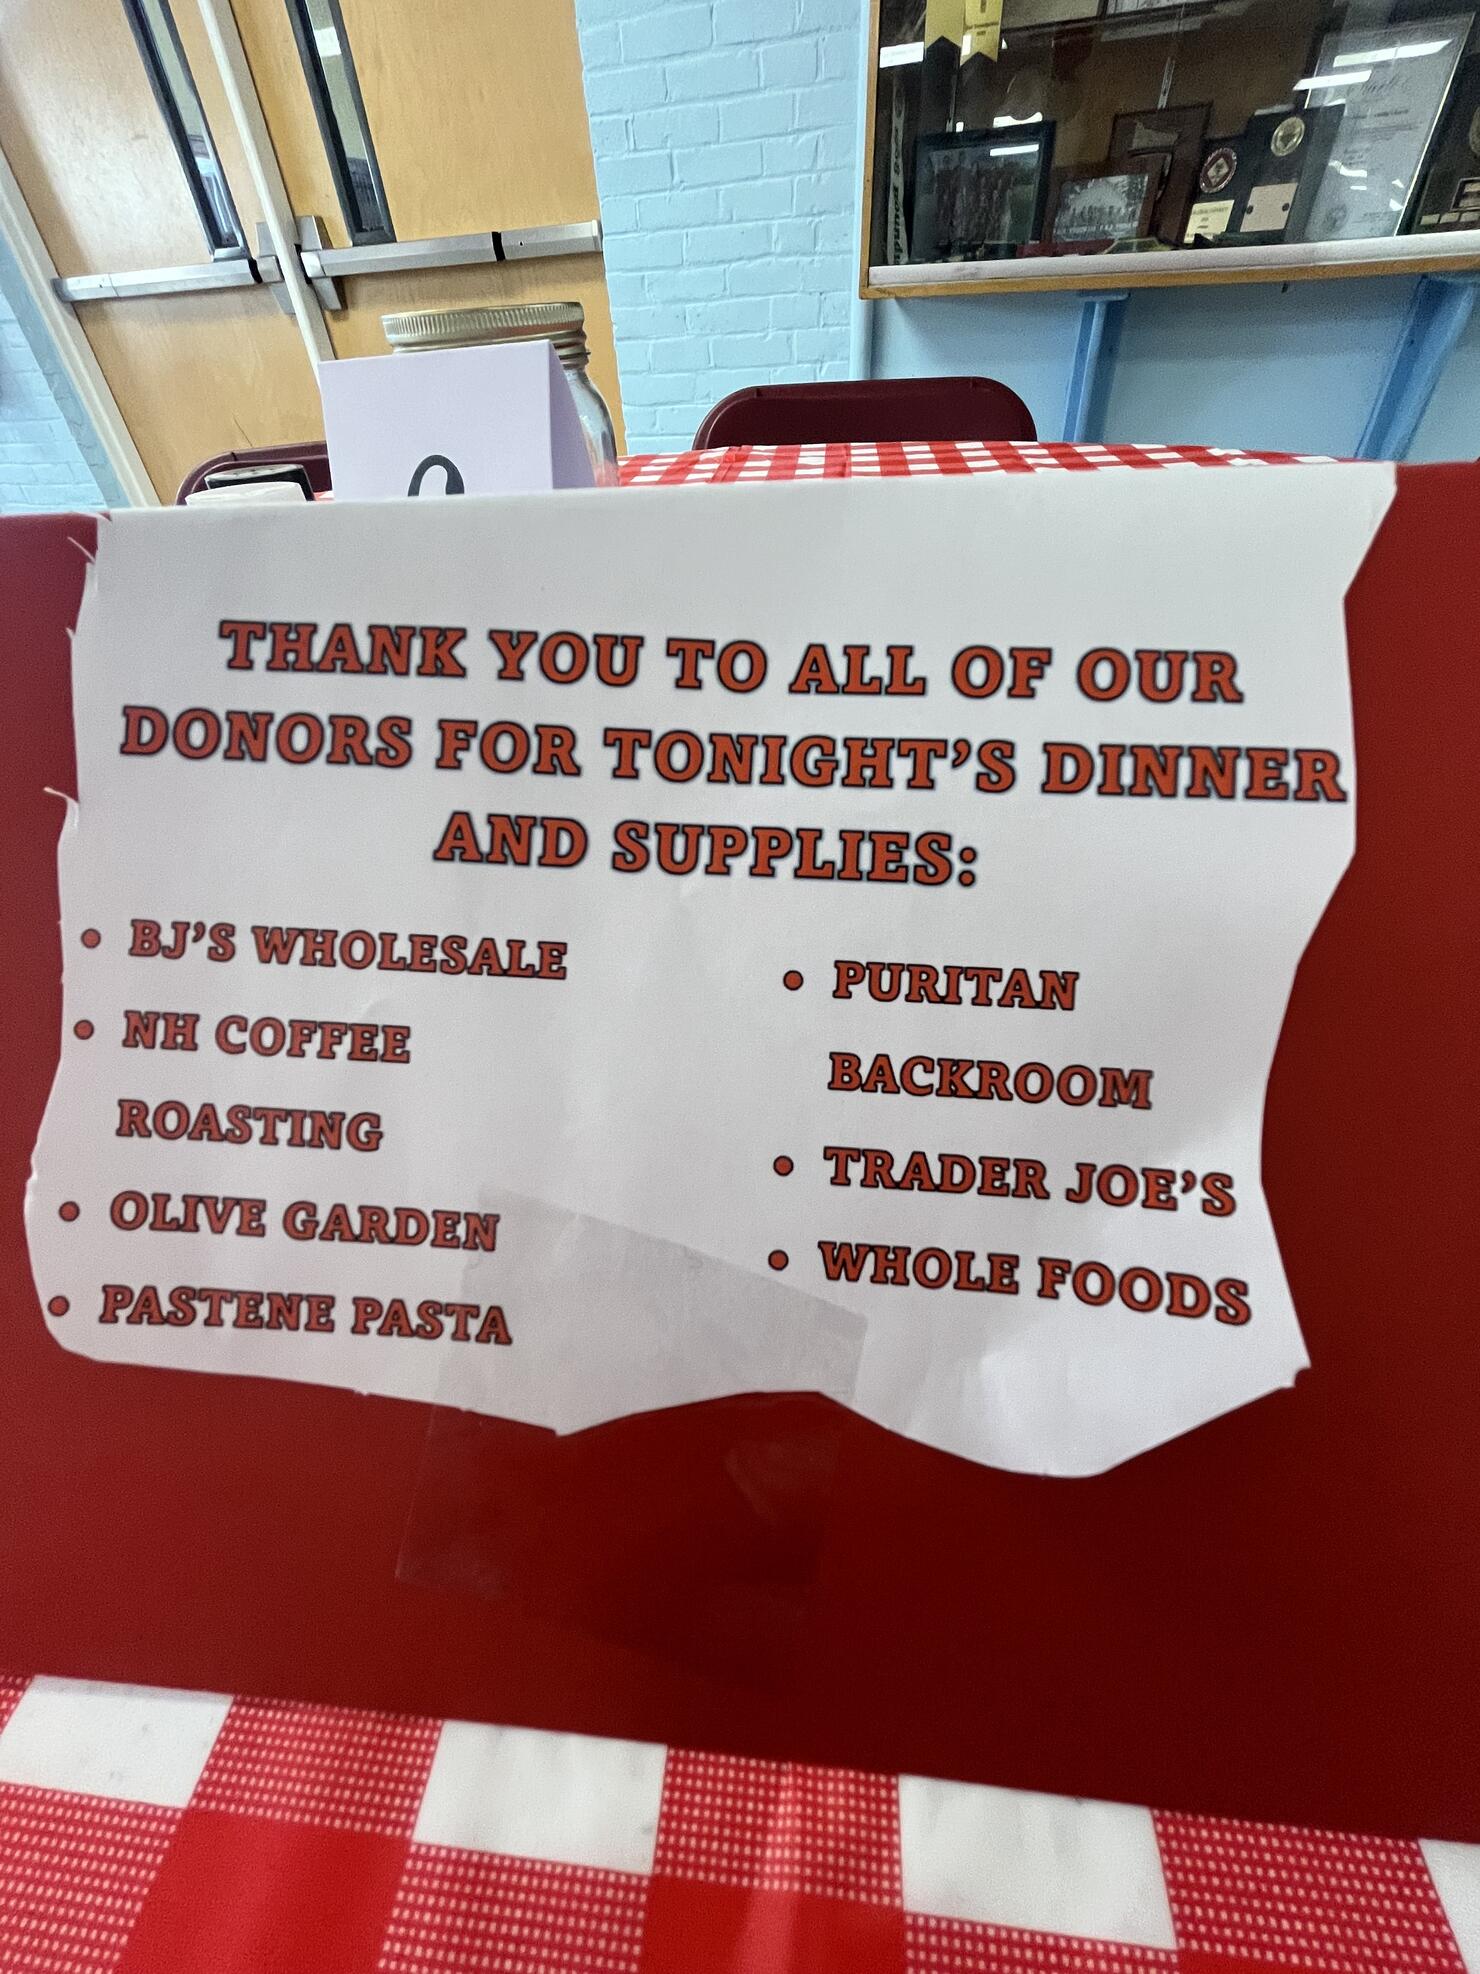 THANK YOU TO ALL OF OUR
DONORS FOR TONIGHT'S DINNER
AND SUPPLIES:
• BJ'S WHOLESALE
• NH COFFEE
ROASTING
• OLIVE GARDEN
• PASTENE PASTA
• PURITAN
BACKROOM
• TRADER JOE'S
• WHOLE FOODS